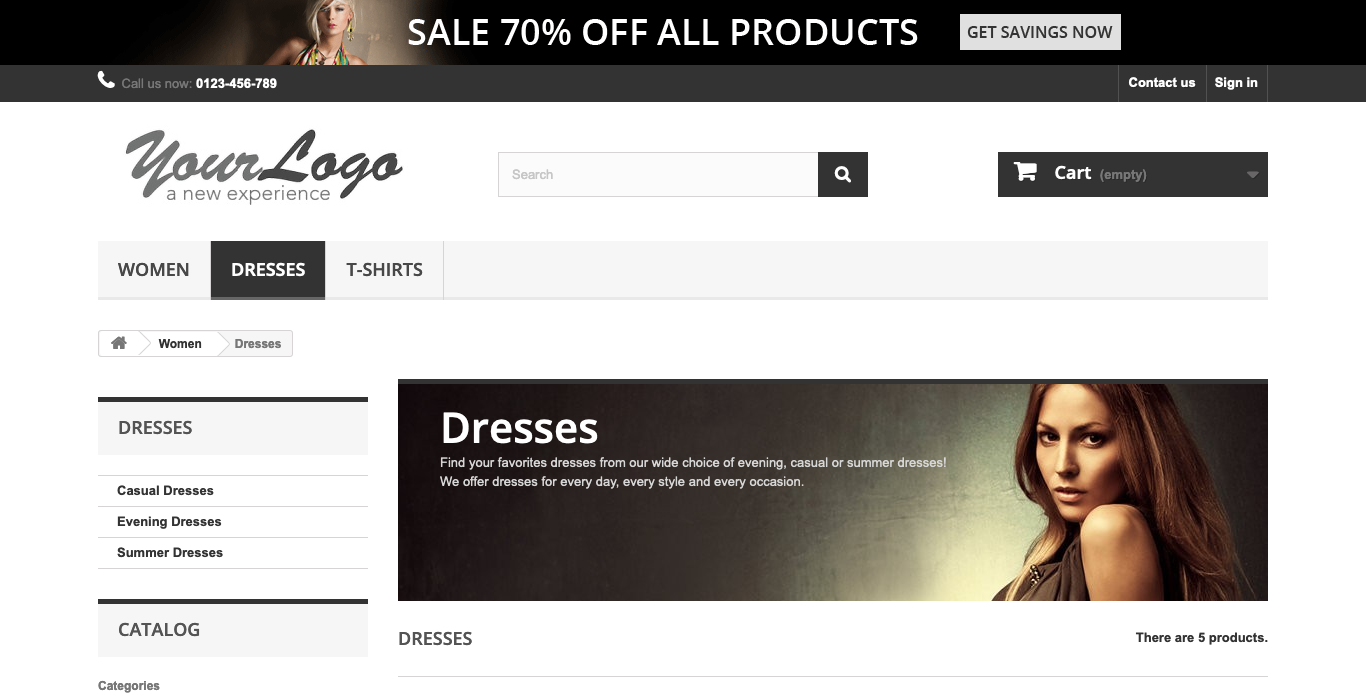 SALE 70% OFF ALL PRODUCTS GET SAVINGS NOW
Call us now: 0123-456-789 Contact us Sign in
YourLogo
a new experience
Search
Cart (empty)
WOMEN DRESSES T-SHIRTS
Women Dresses
DRESSES
Casual Dresses
Evening Dresses
Summer Dresses
CATALOG
Categories
Dresses
Find your favorites dresses from our wide choice of evening, casual or summer dresses!
We offer dresses for every day, every style and every occasion.
DRESSES There are 5 products.